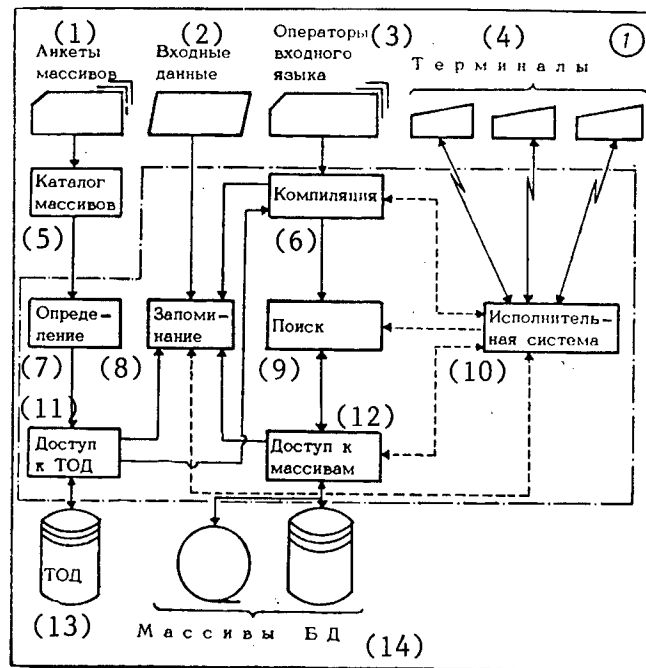 (1)
(2)
(3)
(4)
1
Анкеты
массивов
Входные
данные
Операторы
входного
языка
Терминалы
Каталог
массивов
(5)
Компиляция
(6)
Определе-
ление
(7)
Запоми-
нание
(8)
Поиск
(9)
Исполнитель-
ная система
(10)
(11)
Доступ
к ТОД
(12)
Доступ к
массивам
ТОД
(13)
Массивы БД
(14)